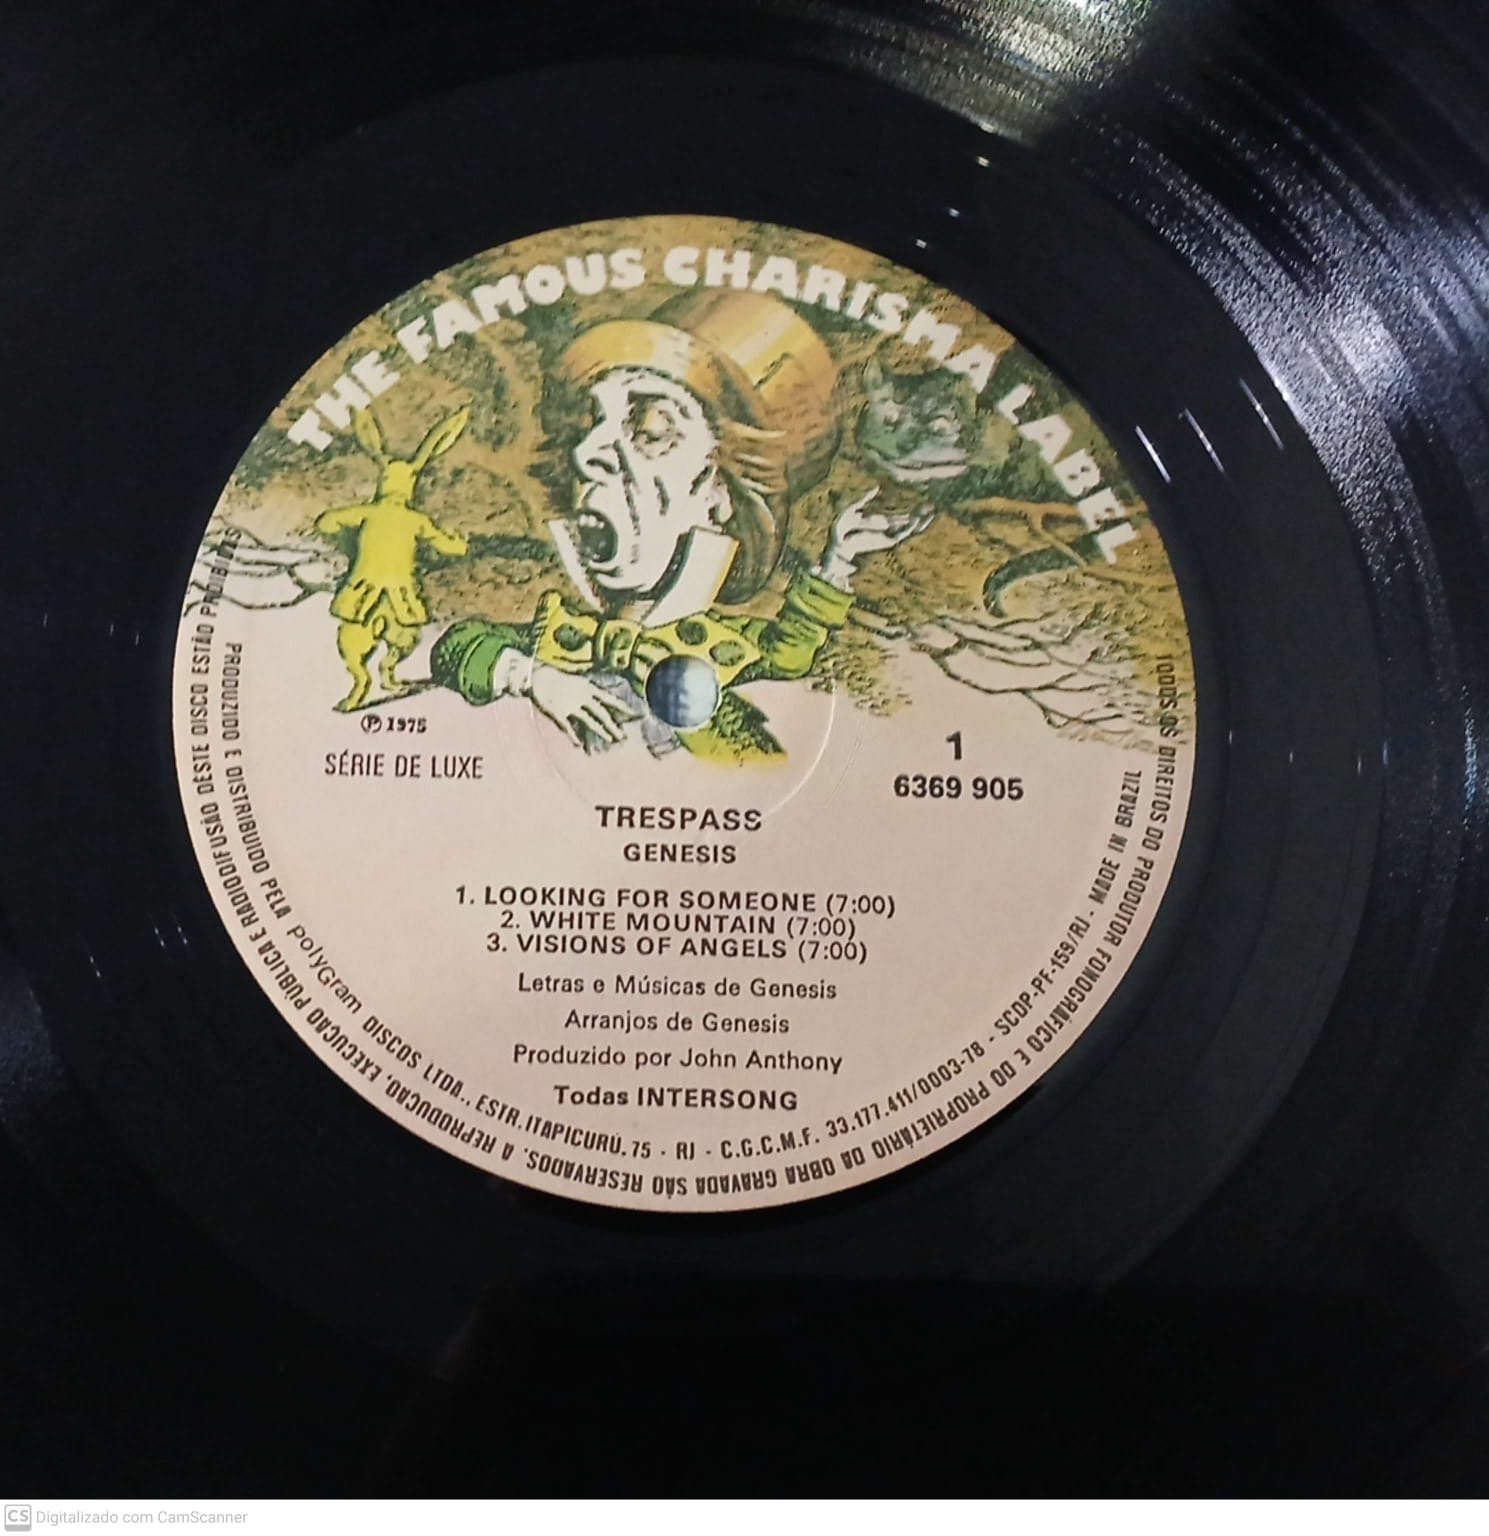 THE FAMOUS CHARISMA LABEL
℗ 1975
SÉRIE DE LUXE
1
6369 905
TRESPASS
GENESIS
1. LOOKING FOR SOMEONE (7:00)
2. WHITE MOUNTAIN (7:00)
3. VISIONS OF ANGELS (7:00)
Letras e Músicas de Genesis
Arranjos de Genesis
Produzido por John Anthony
Todas INTERSONG
PRODUZIDO E DISTRIBUIDO PELA polyGram DISCOS LTDA., ESTR. ITAPICURÚ, 75 - RJ - C.G.C.M.F. 33.177.411/0003-78 - SCDP-PF-159/RJ - MADE IN BRAZIL
TODOS OS DIREITOS DO PRODUTOR FONOGRÁFICO E DO PROPRIETÁRIO DA OBRA GRAVADA SÃO RESERVADOS. A REPRODUÇÃO, EXECUÇÃO PÚBLICA E RADIODIFUSÃO DESTE DISCO ESTÃO PROIBIDAS
CS Digitalizado com CamScanner